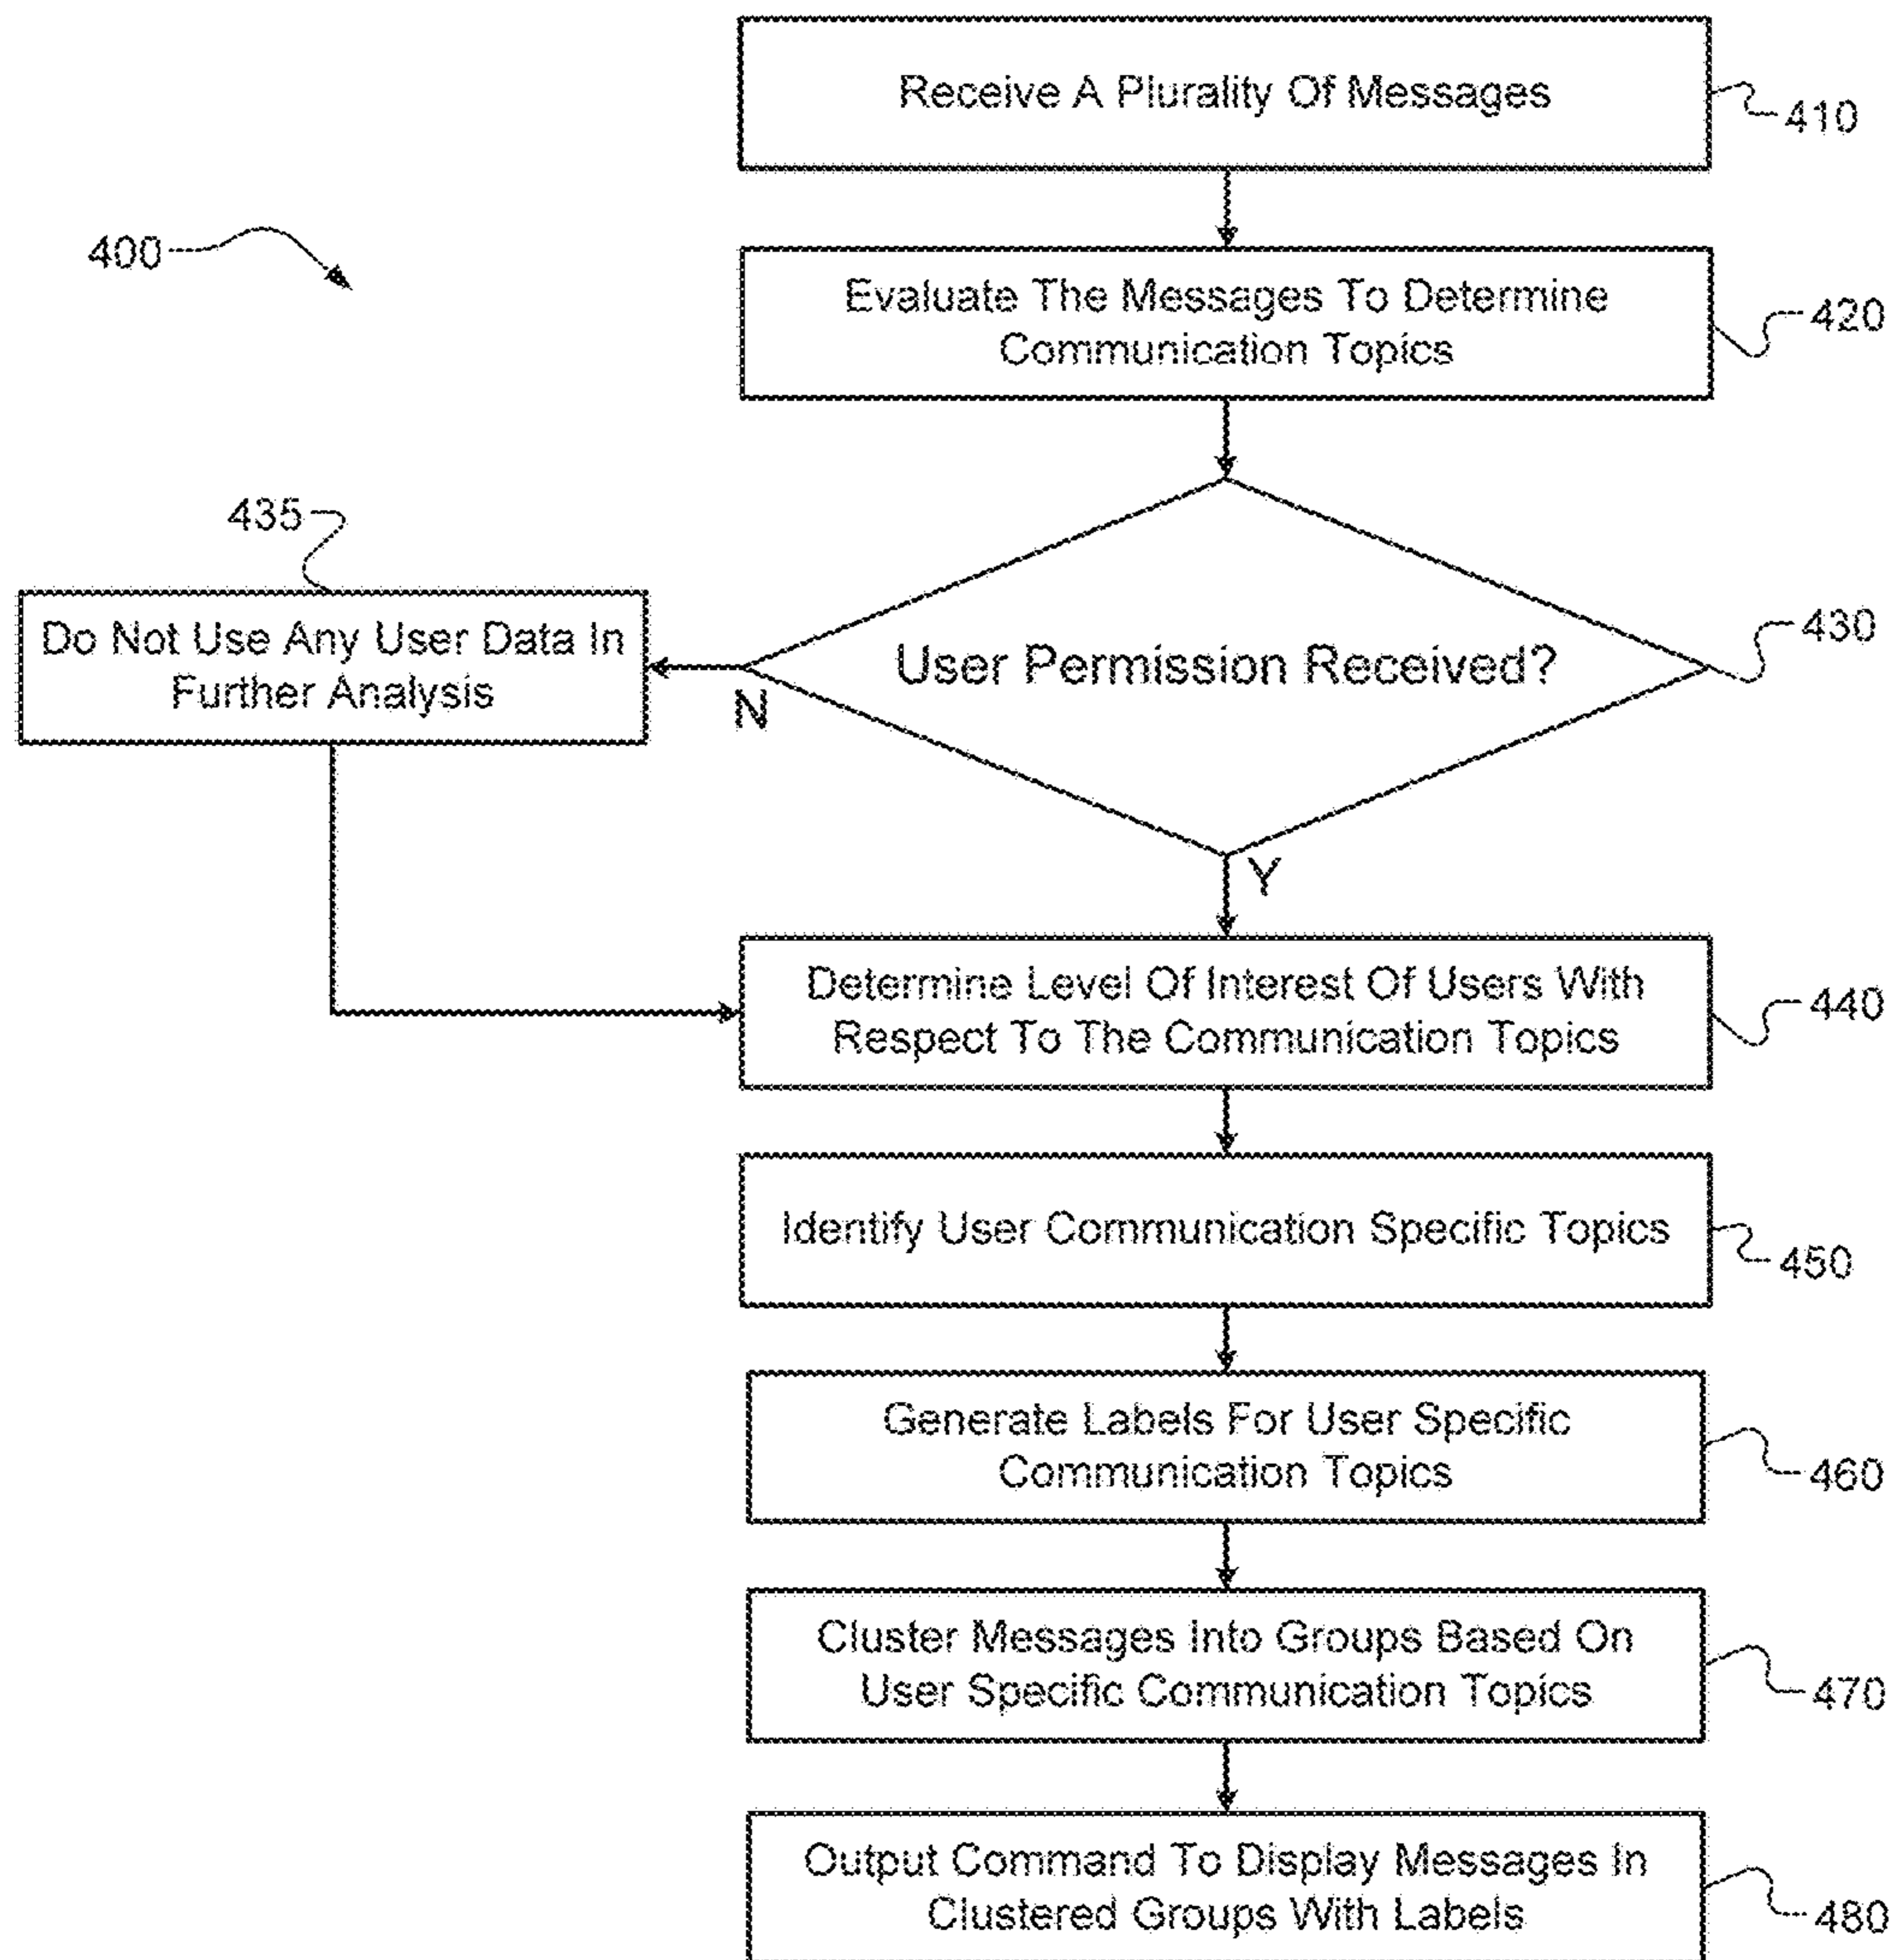 Receive A Plurality Of Messages
410
400
Evaluate The Messages To Determine
Communication Topics
420
435
Do Not Use Any User Data In
Further Analysis
User Permission Received?
430
N
Y
Determine Level Of Interest Of Users With
Respect To The Communication Topics
440
Identify User Communication Specific Topics
450
Generate Labels For User Specific
Communication Topics
460
Cluster Messages Into Groups Based On
User Specific Communication Topics
470
Output Command To Display Messages In
Clustered Groups With Labels
480